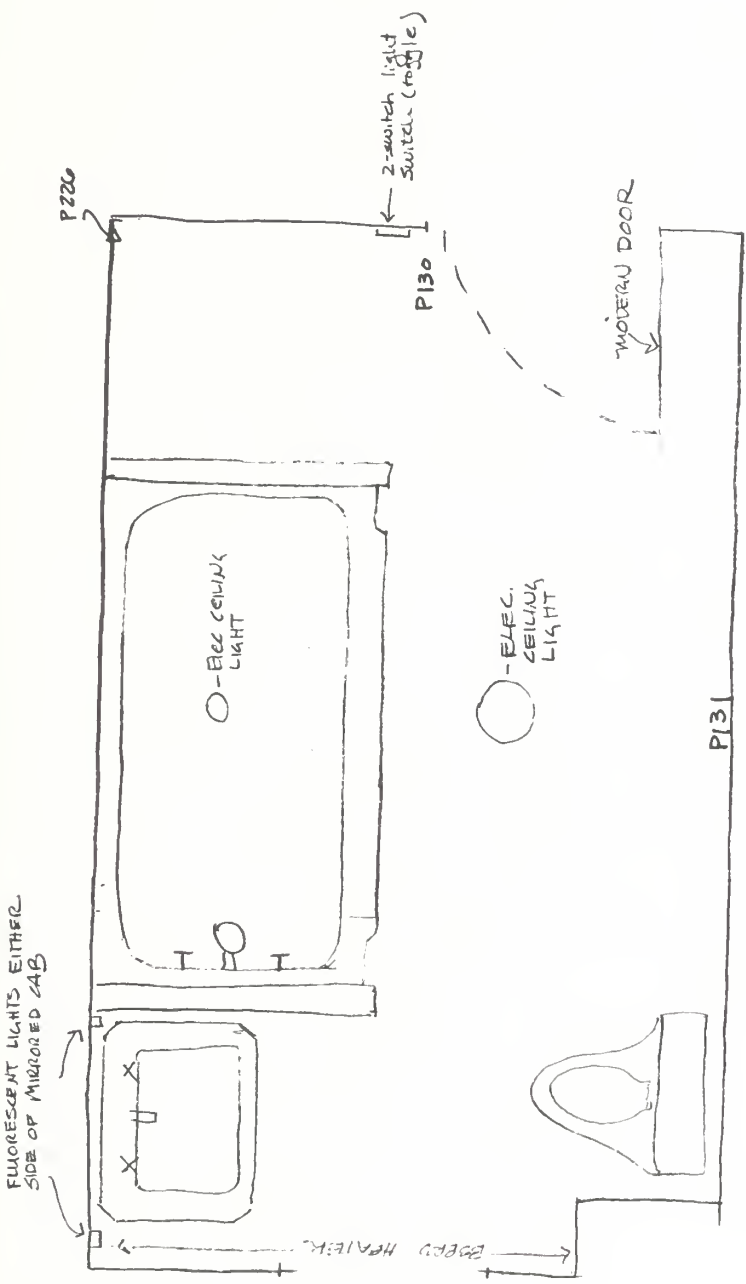 P226
2-switch light
switch (toggle)
P130
MODERN DOOR
-Elec CEILING
LIGHT
-ELEC.
CEILING
LIGHT
P131
FLUORESCENT LIGHTS EITHER
SIDE OF MIRRORED CAB
BSBRD HEATER